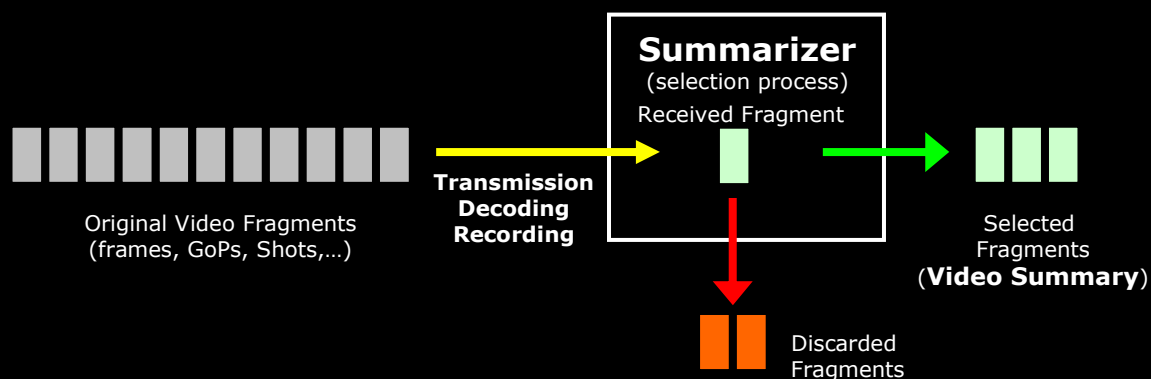 Summarizer
(selection process)
Received Fragment
Transmission
Decoding
Recording
Original Video Fragments
(frames, GoPs, Shots,...)
Selected
Fragments
(Video Summary)
Discarded
Fragments